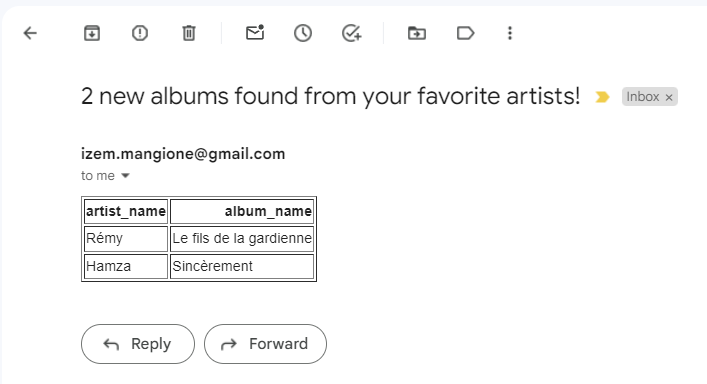 2 new albums found from your favorite artists! Inbox ×
izem.mangione@gmail.com
to me
artist_name album_name
Rémy Le fils de la gardienne
Hamza Sincèrement
Reply Forward